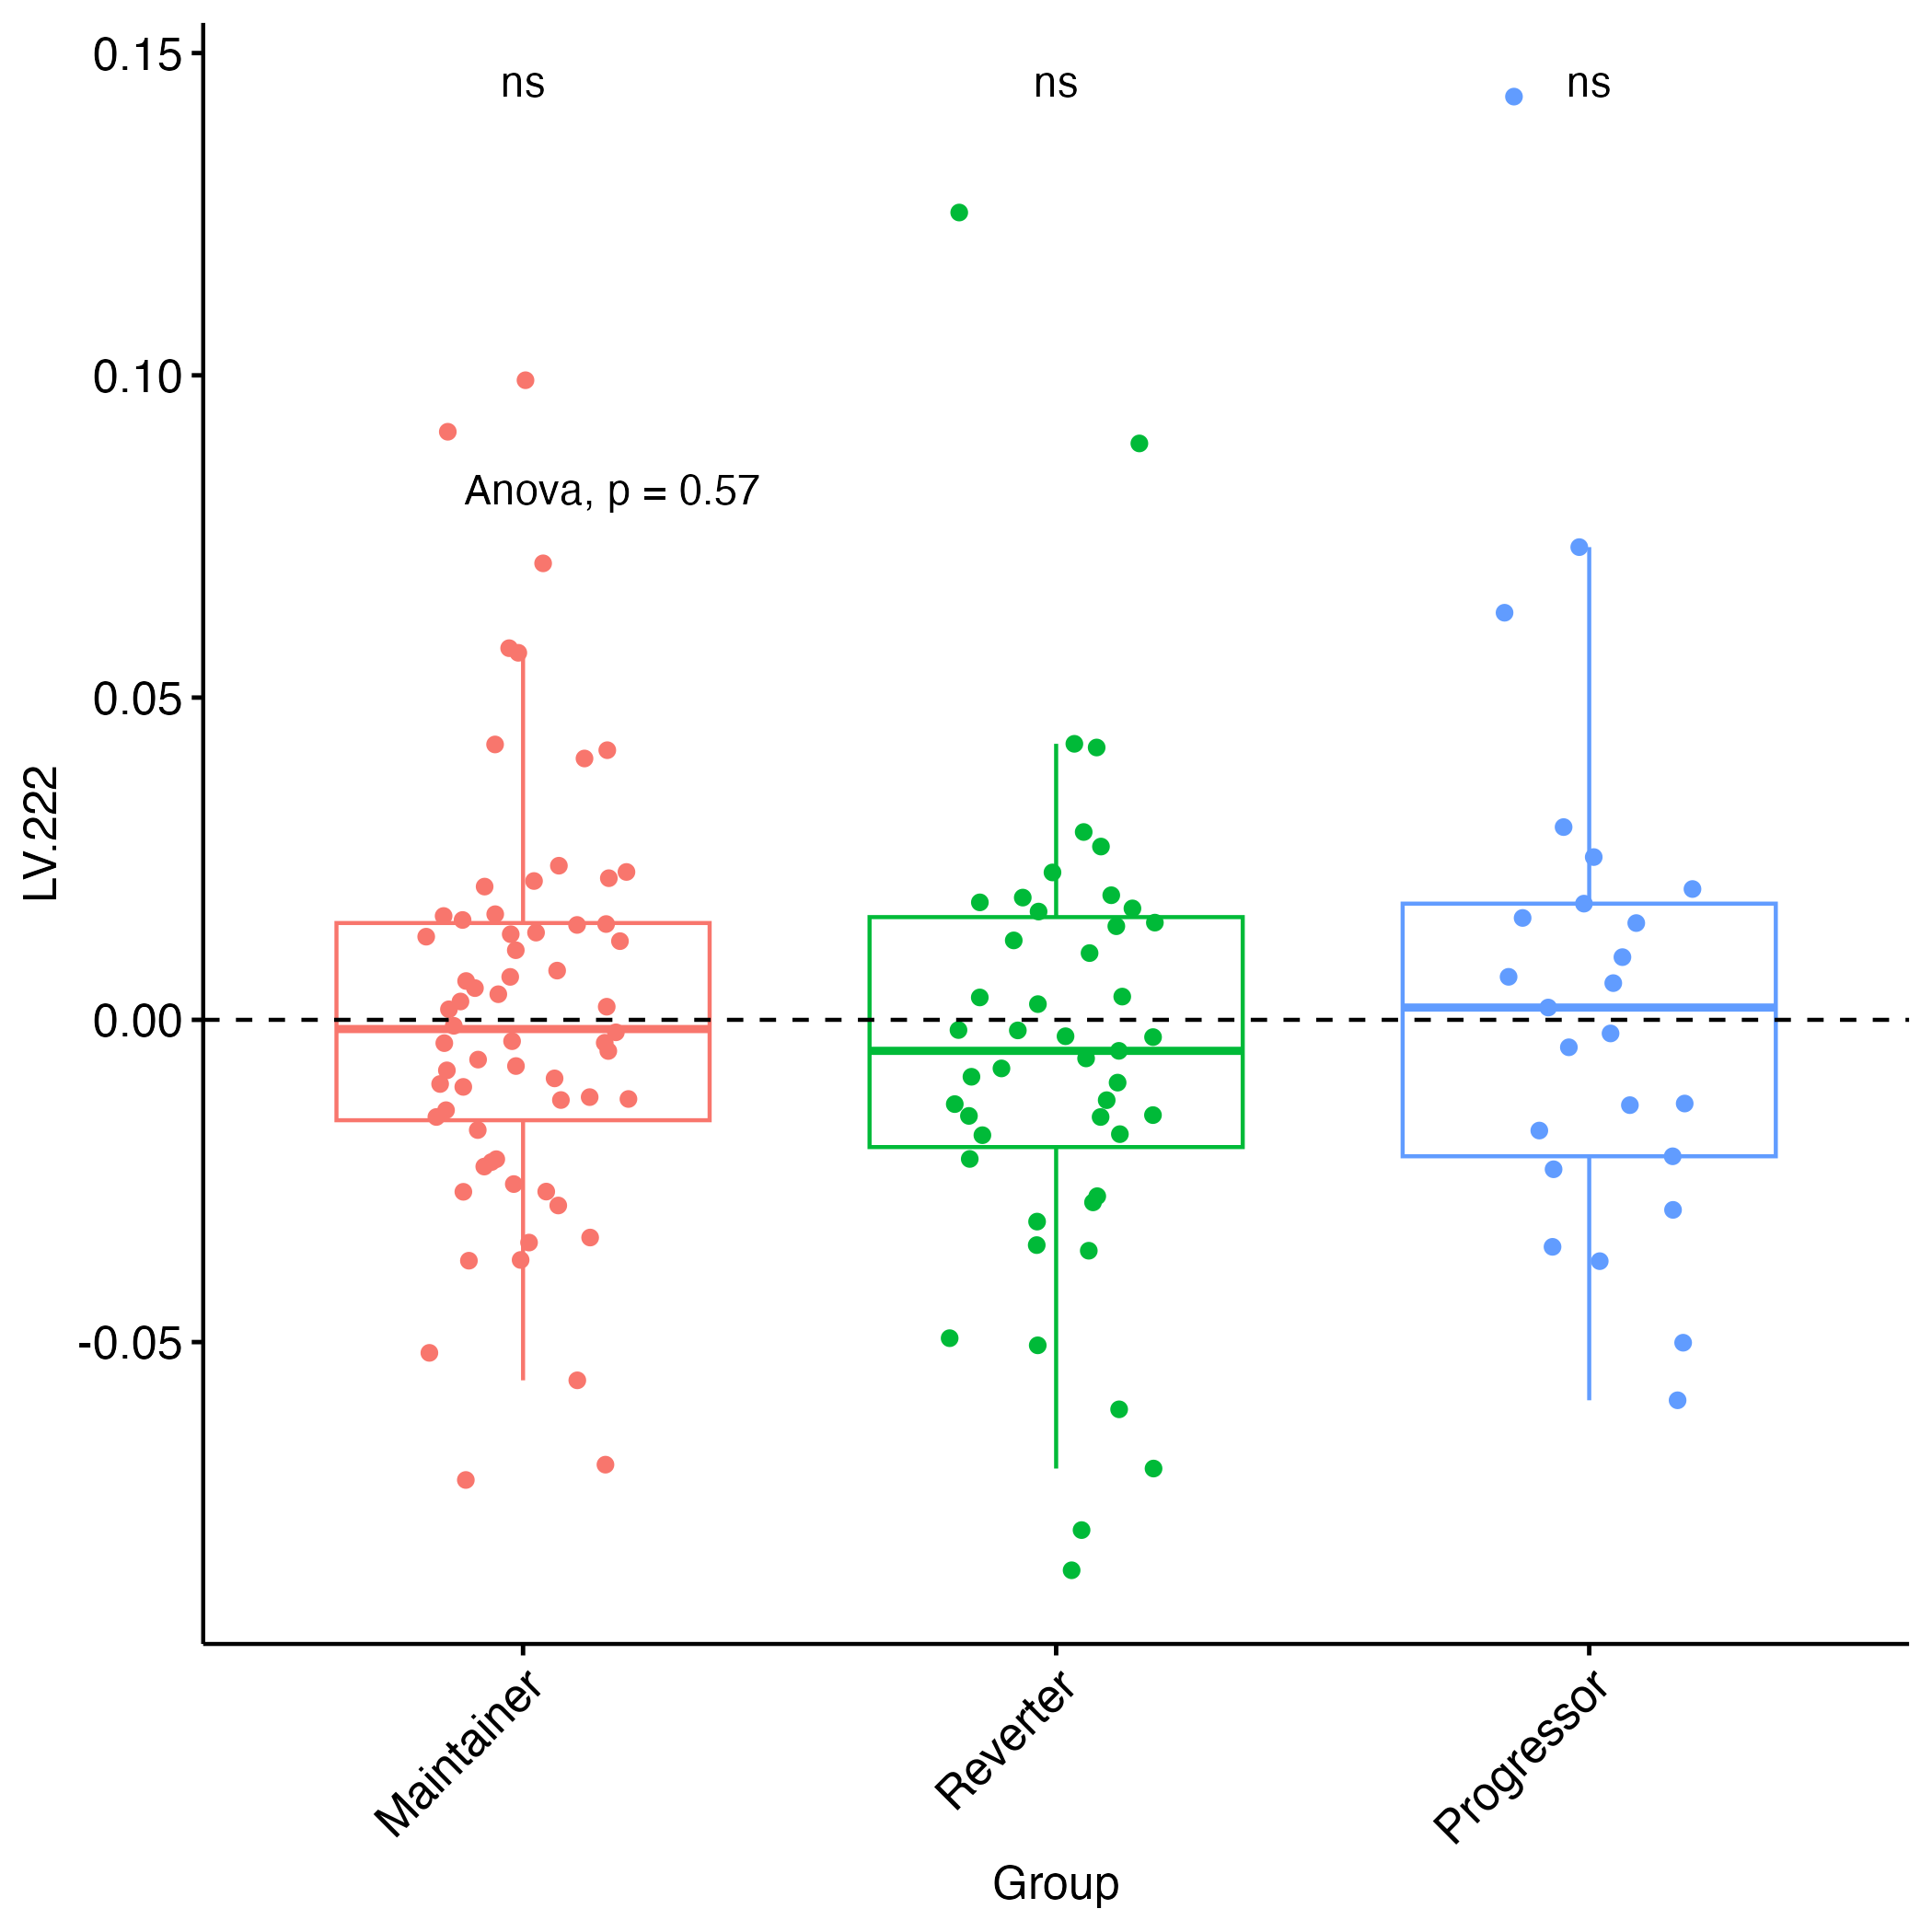 ns ns ns
Anova, p = 0.57
0.15
0.10
0.05
0.00
-0.05
LV.222
Maintainer
Reverter
Progressor
Group